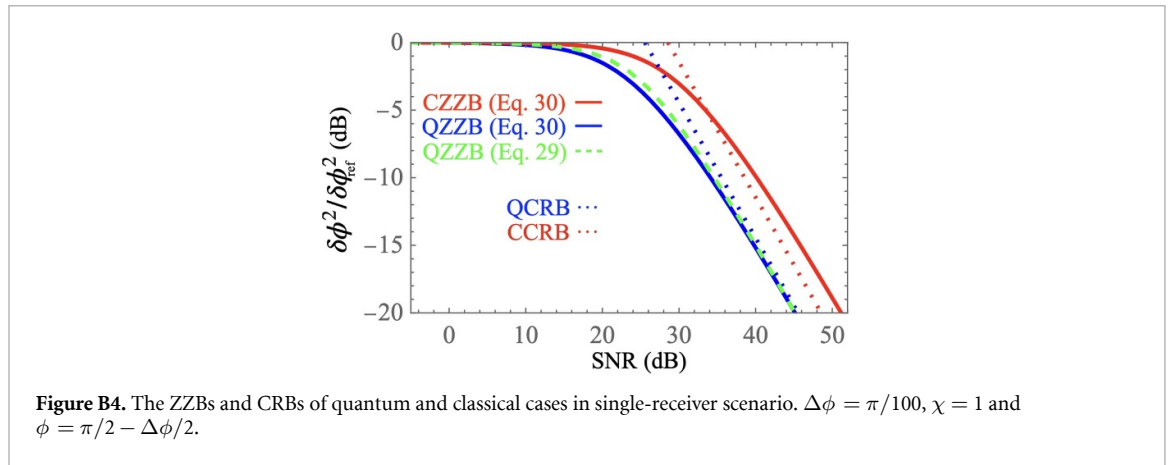 0
−5
−10
−15
−20
δϕ²/δϕ²ref (dB)
CZZB (Eq. 30)
QZZB (Eq. 30)
QZZB (Eq. 29)
QCRB
CCRB
0 10 20 30 40 50
SNR (dB)
Figure B4. The ZZBs and CRBs of quantum and classical cases in single-receiver scenario. Δϕ = π/100, χ = 1 and
ϕ = π/2 − Δϕ/2.